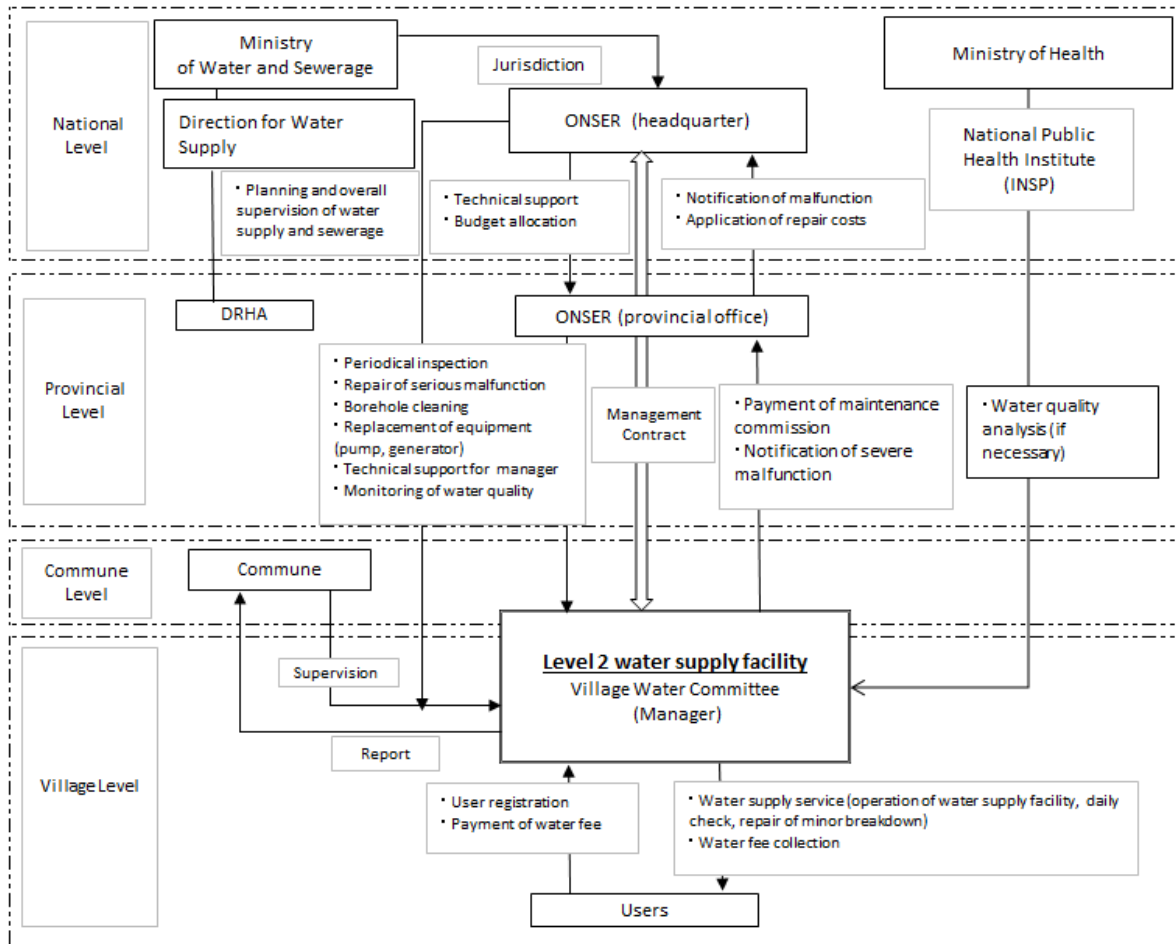 National
Level
Ministry
of Water and Sewerage
Jurisdiction
Ministry of Health
Direction for Water
Supply
ONSER (headquarter)
National Public
Health Institute
(INSP)
· Planning and overall
supervision of water
supply and sewerage
· Technical support
· Budget allocation
· Notification of malfunction
· Application of repair costs
Provincial
Level
DRHA
ONSER (provincial office)
· Periodical inspection
· Repair of serious malfunction
· Borehole cleaning
· Replacement of equipment
(pump, generator)
· Technical support for manager
· Monitoring of water quality
Management
Contract
· Payment of maintenance
commission
· Notification of severe
malfunction
· Water quality
analysis (if
necessary)
Commune
Level
Commune
Village Level
Supervision
Level 2 water supply facility
Village Water Committee
(Manager)
Report
· User registration
· Payment of water fee
· Water supply service (operation of water supply facility, daily
check, repair of minor breakdown)
· Water fee collection
Users